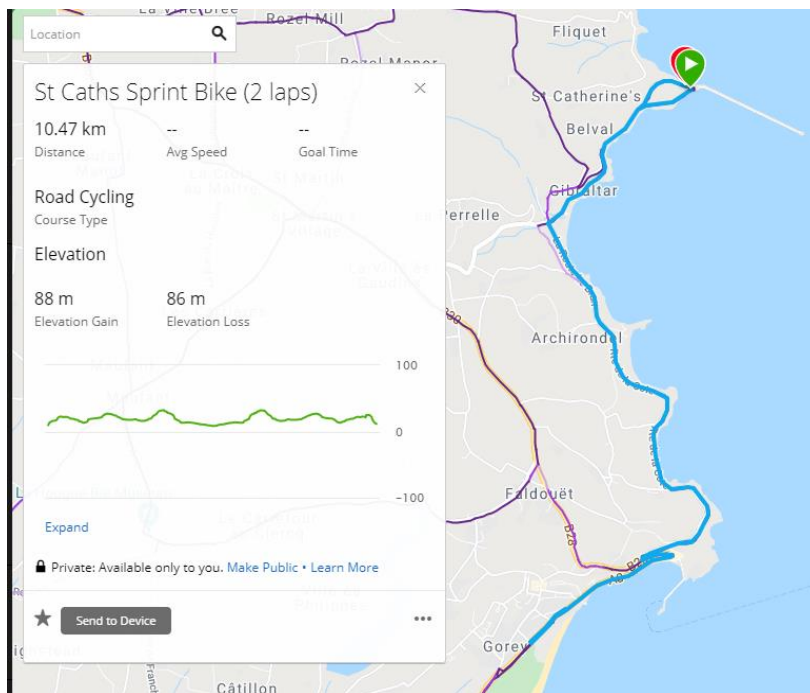 Location
St Caths Sprint Bike (2 laps)
10.47 km
--
--
Distance
Avg Speed
Goal Time
Road Cycling
Course Type
Elevation
88 m
86 m
Elevation Gain
Elevation Loss
100
0
-100
Expand
Private: Available only to you. Make Public • Learn More
Send to Device
Rozel Mill
Rozel Manor
Fliquet
St Catherine's
Belval
Gibraltar
Archirondel
Faldouët
B28
Gorey
Câtillon